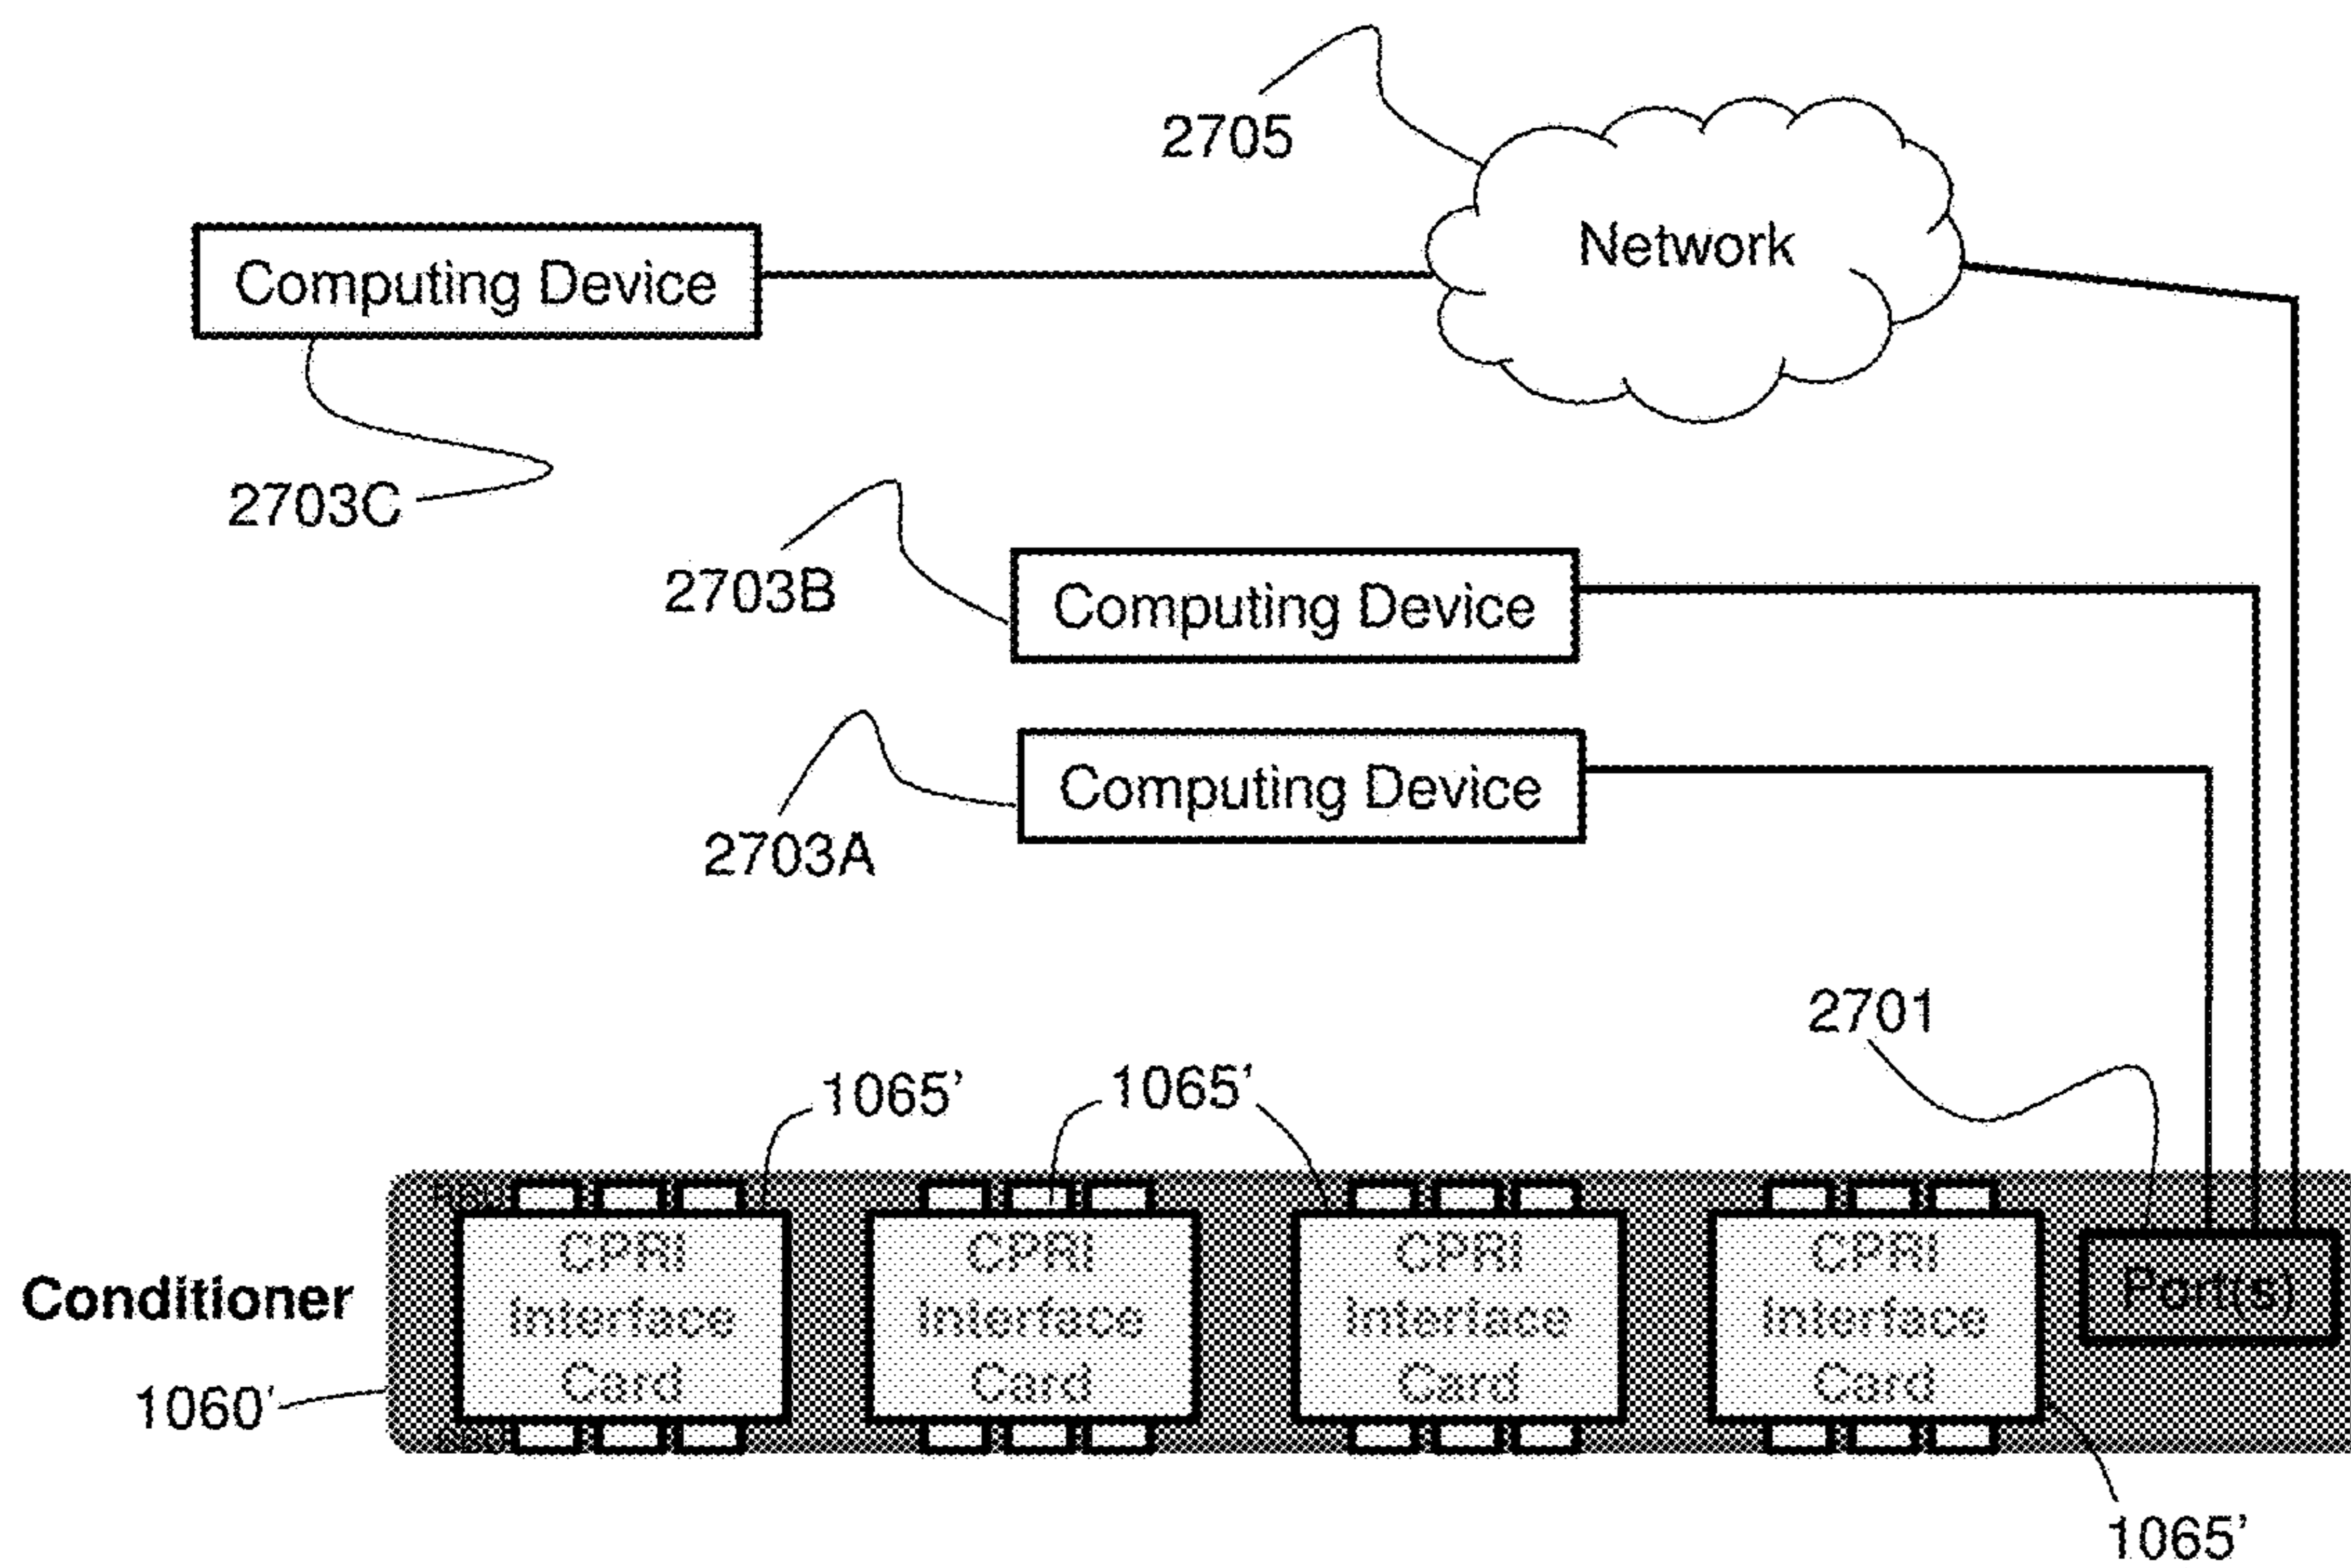 2705
Network
Computing Device
2703C
2703B
Computing Device
Computing Device
2703A
2701
1065’
1065’
CPRI
Interface
Card
CPRI
Interface
Card
CPRI
Interface
Card
CPRI
Interface
Card
Port(s)
Conditioner
1060’
1065’